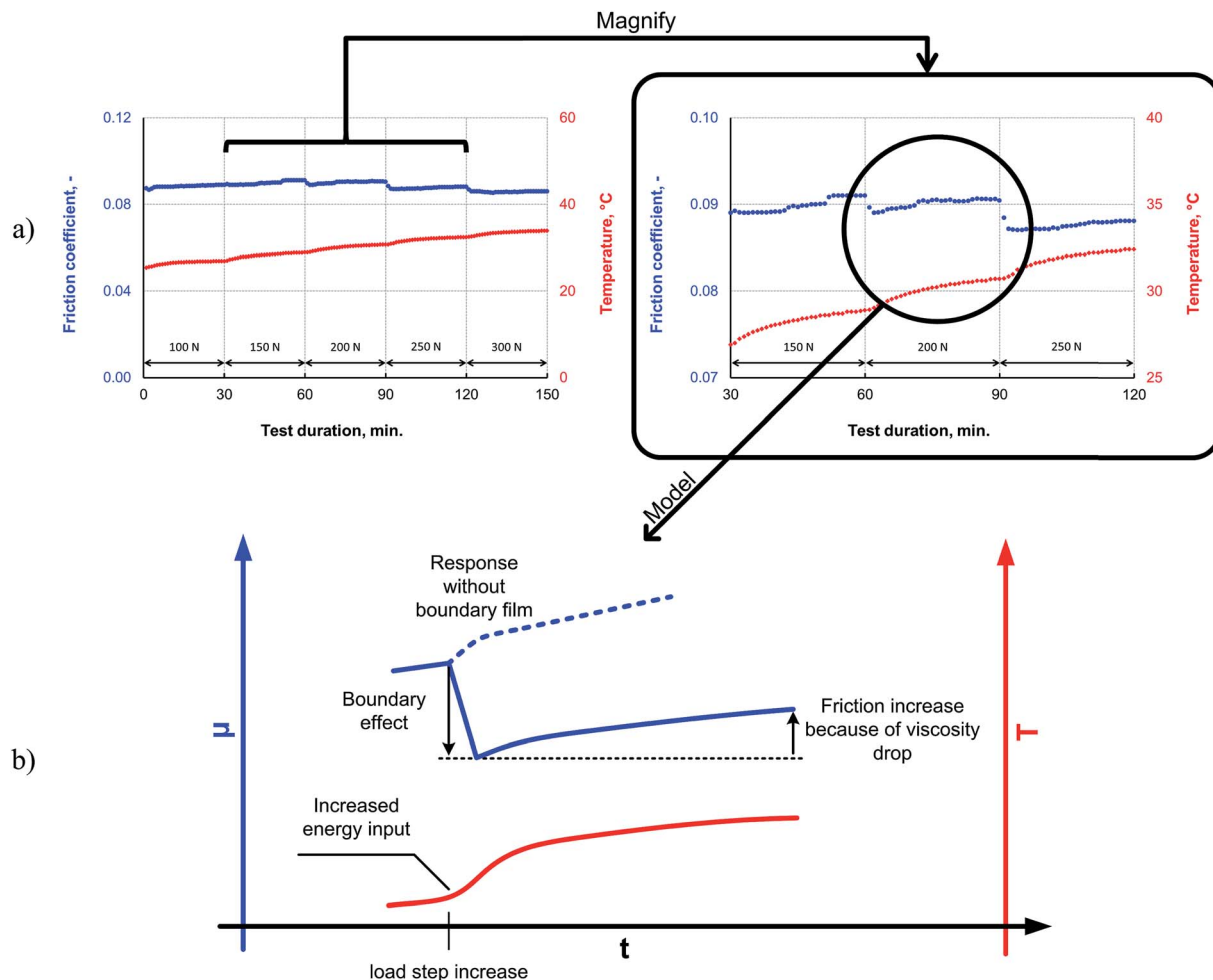 Magnify
a)
0.12
0.08
0.04
0.00
Friction coefficient, -
60
40
20
0
Temperature, °C
100 N
150 N
200 N
250 N
300 N
0
30
60
90
120
150
Test duration, min.
0.10
0.09
0.08
0.07
Friction coefficient, -
40
35
30
25
Temperature, °C
150 N
200 N
250 N
30
60
90
120
Test duration, min.
Model
b)
μ
T
Response
without
boundary film
Boundary
effect
Friction increase
because of viscosity
drop
Increased
energy input
t
load step increase